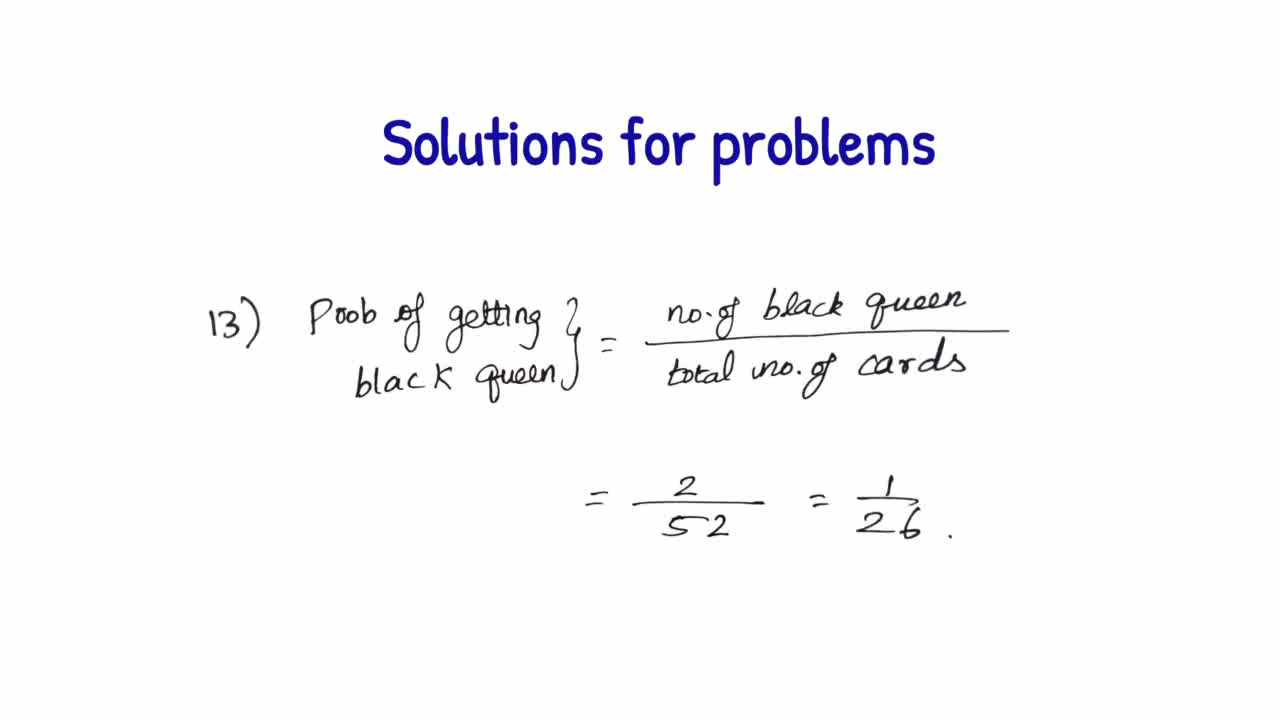 Solutions for problems
13) Prob of getting black queen } = no. of black queen / total no. of cards
= 2/52 = 1/26.